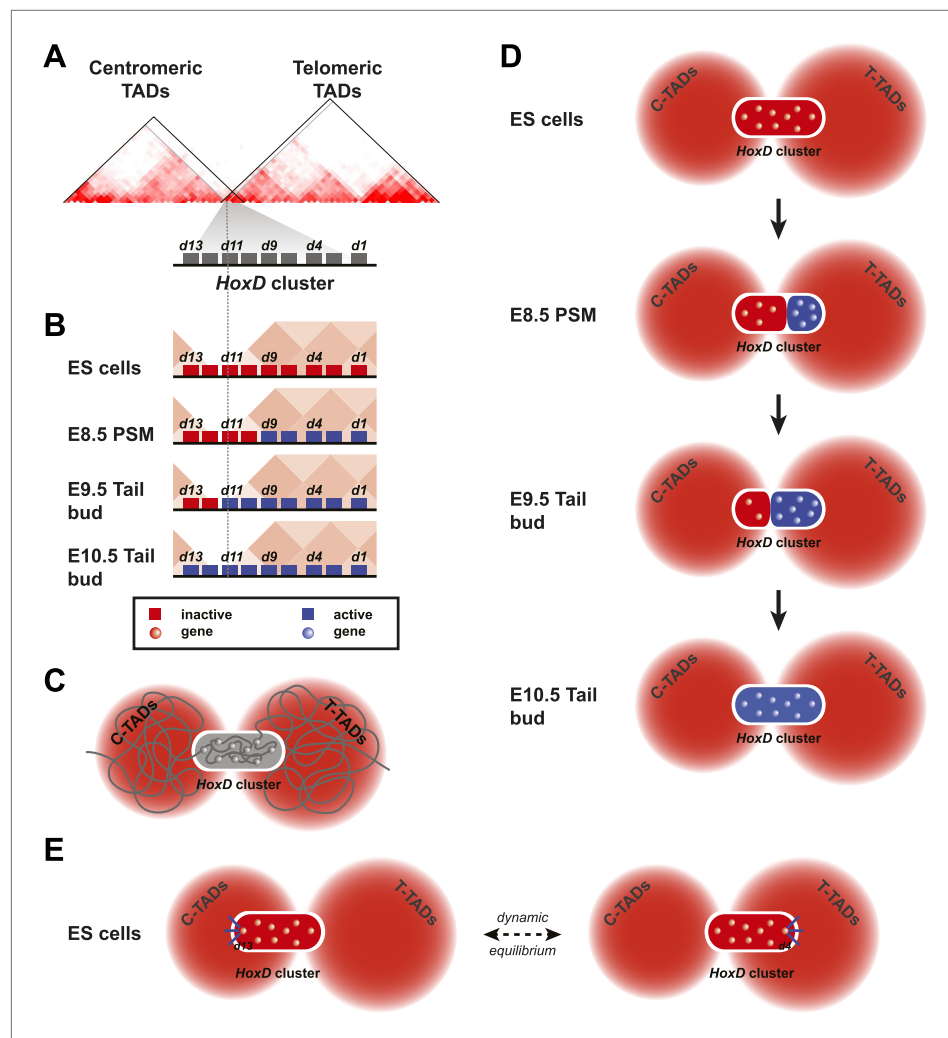 A
Centromeric
TADs
Telomeric
TADs
d13 d11 d9 d4 d1
HoxD cluster
B
ES cells
d13 d11 d9 d4 d1
E8.5 PSM
d13 d11 d9 d4 d1
E9.5 Tail
bud
d13 d11 d9 d4 d1
E10.5 Tail
bud
d13 d11 d9 d4 d1
inactive
gene
active
gene
C
C-TADs
T-TADs
HoxD cluster
D
ES cells
C-TADs
T-TADs
HoxD cluster
E8.5 PSM
C-TADs
T-TADs
HoxD cluster
E9.5 Tail
bud
C-TADs
T-TADs
HoxD cluster
E10.5 Tail
bud
C-TADs
T-TADs
HoxD cluster
E
ES cells
C-TADs
T-TADs
d13
HoxD cluster
dynamic
equilibrium
C-TADs
T-TADs
d4
HoxD cluster